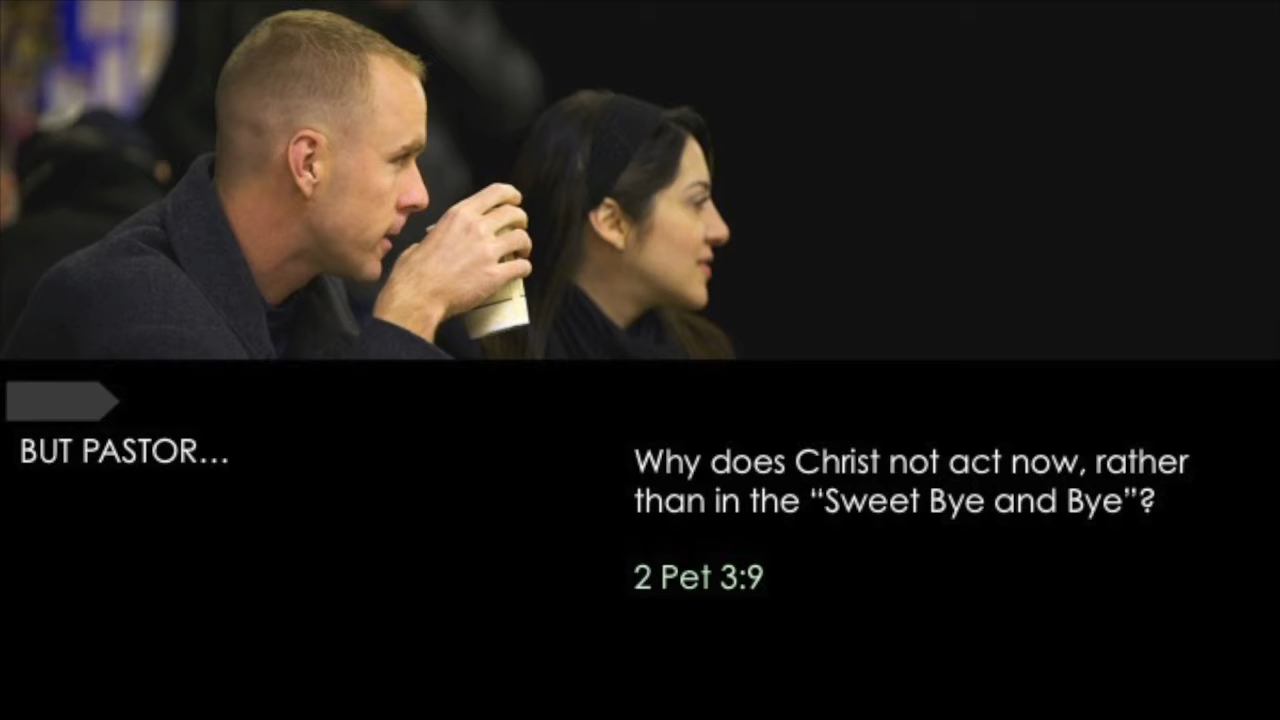 BUT PASTOR…
Why does Christ not act now, rather
than in the “Sweet Bye and Bye”?
2 Pet 3:9